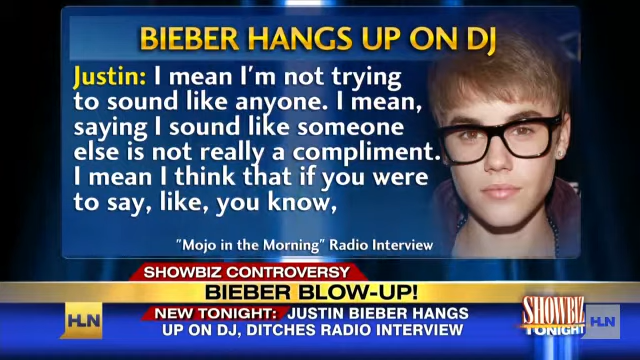 BIEBER HANGS UP ON DJ
Justin: I mean I'm not trying
to sound like anyone. I mean,
saying I sound like someone
else is not really a compliment.
I mean I think that if you were
to say, like, you know,
"Mojo in the Morning" Radio Interview
SHOWBIZ CONTROVERSY
BIEBER BLOW-UP!
HLN
NEW TONIGHT: JUSTIN BIEBER HANGS
UP ON DJ, DITCHES RADIO INTERVIEW
SHOWBIZ
TONIGHT
HLN